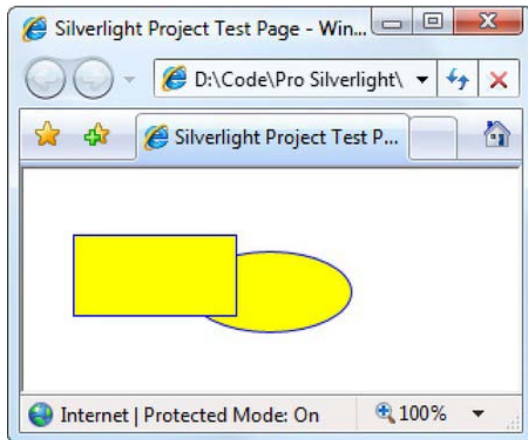 Silverlight Project Test Page - Win...
D:\Code\Pro Silverlight\
Silverlight Project Test P...
Internet | Protected Mode: On
100%